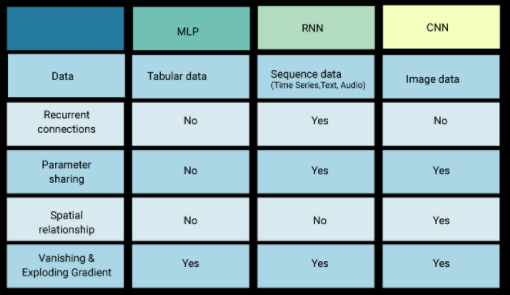 MLP RNN CNN
Data Tabular data Sequence data Image data
(Time Series,Text, Audio)
Recurrent
connections No Yes No
Parameter
sharing No Yes Yes
Spatial
relationship No No Yes
Vanishing &
Exploding Gradient Yes Yes Yes